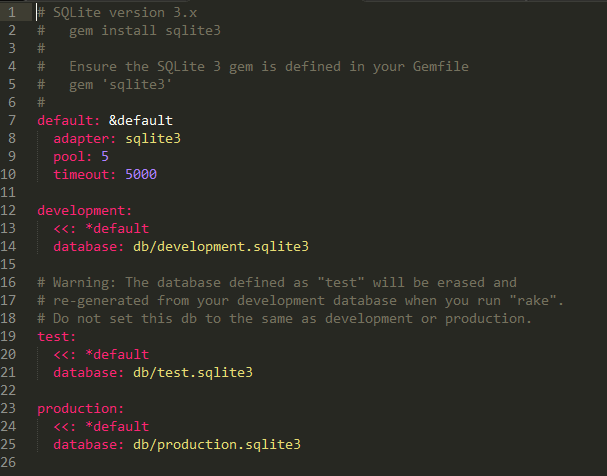 1 # SQLite version 3.x
2 #   gem install sqlite3
3 #
4 #   Ensure the SQLite 3 gem is defined in your Gemfile
5 #   gem 'sqlite3'
6 #
7 default: &default
8   adapter: sqlite3
9   pool: 5
10   timeout: 5000
11
12 development:
13   <<: *default
14   database: db/development.sqlite3
15
16 # Warning: The database defined as "test" will be erased and
17 # re-generated from your development database when you run "rake".
18 # Do not set this db to the same as development or production.
19 test:
20   <<: *default
21   database: db/test.sqlite3
22
23 production:
24   <<: *default
25   database: db/production.sqlite3
26